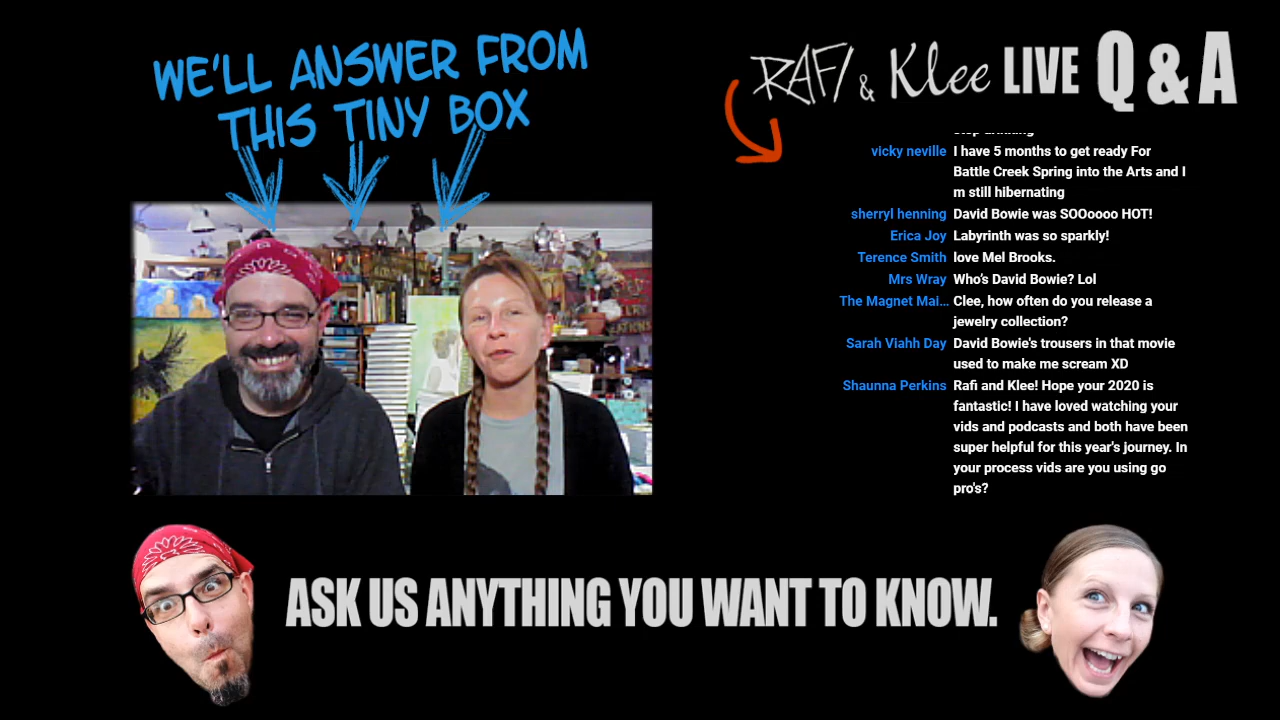 WE'LL ANSWER FROM
THIS TINY BOX
RAFI & Klee LIVE Q & A
vicky neville I have 5 months to get ready For
Battle Creek Spring into the Arts and I
m still hibernating
sherryl henning David Bowie was SOOoooo HOT!
Erica Joy Labyrinth was so sparkly!
Terence Smith love Mel Brooks.
Mrs Wray Who's David Bowie? Lol
The Magnet Mai... Clee, how often do you release a
jewelry collection?
Sarah Viahh Day David Bowie's trousers in that movie
used to make me scream XD
Shaunna Perkins Rafi and Klee! Hope your 2020 is
fantastic! I have loved watching your
vids and podcasts and both have been
super helpful for this year's journey. In
your process vids are you using go
pro's?
ASK US ANYTHING YOU WANT TO KNOW.